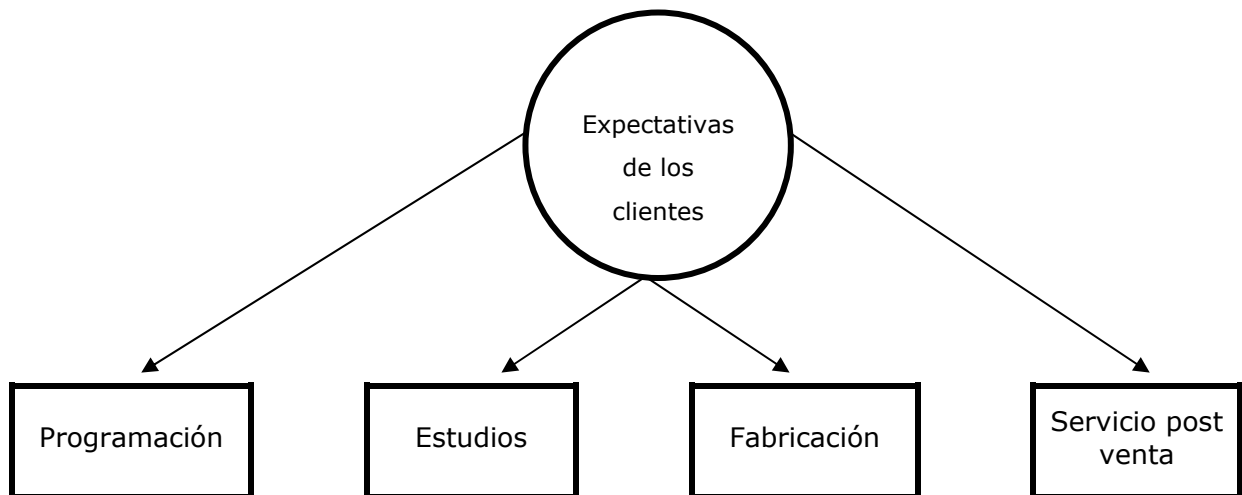 Expectativas
de los
clientes
Programación
Estudios
Fabricación
Servicio post
venta